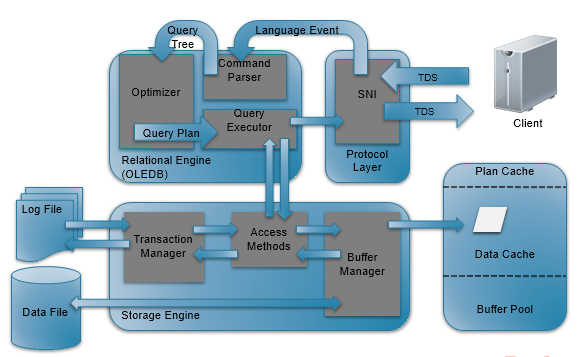 Query
Tree
Language Event
Command
Parser
Optimizer
SNI
TDS
TDS
Client
Query
Executor
Query Plan
Relational Engine
(OLEDB)
Protocol
Layer
Plan Cache
Log File
Transaction
Manager
Access
Methods
Buffer
Manager
Data Cache
Data File
Storage Engine
Buffer Pool